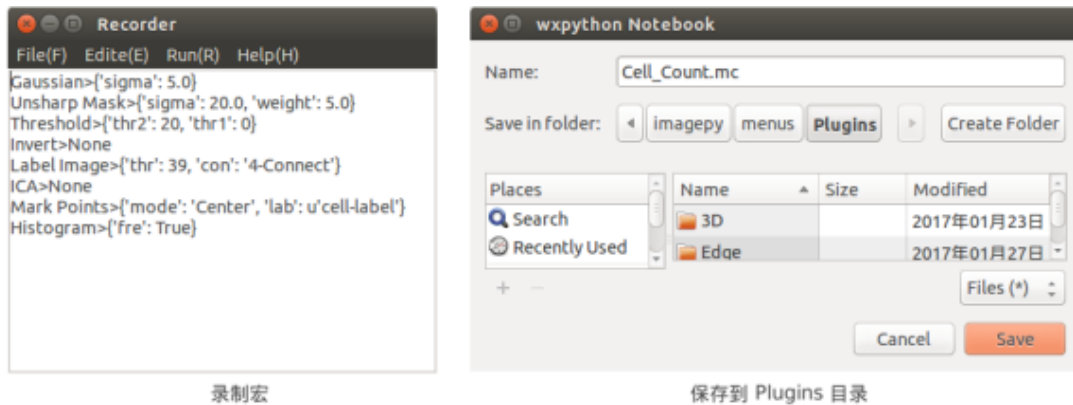 Recorder
File(F) Edite(E) Run(R) Help(H)
Gaussian>{'sigma': 5.0}
Unsharp Mask>{'sigma': 20.0, 'weight': 5.0}
Threshold>{'thr2': 20, 'thr1': 0}
Invert>None
Label Image>{'thr': 39, 'con': '4-Connect'}
ICA>None
Mark Points>{'mode': 'Center', 'lab': u'cell-label'}
Histogram>{'fre': True}
录制宏
wxpython Notebook
Name: Cell_Count.mc
Save in folder: imagepy menus Plugins Create Folder
Places Name Size Modified
Search 3D 2017年01月23日
Recently Used Edge 2017年01月27日
Files (*)
Cancel Save
保存到 Plugins 目录